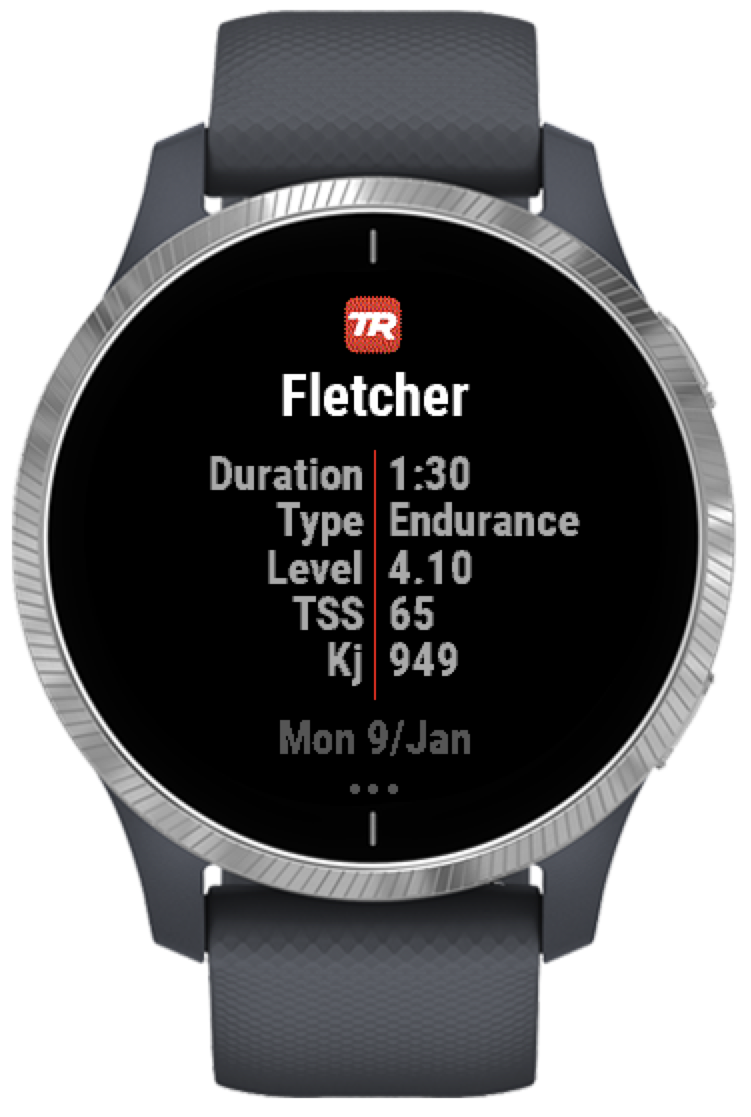 TR
Fletcher
Duration 1:30
Type Endurance
Level 4.10
TSS 65
Kj 949
Mon 9/Jan
...